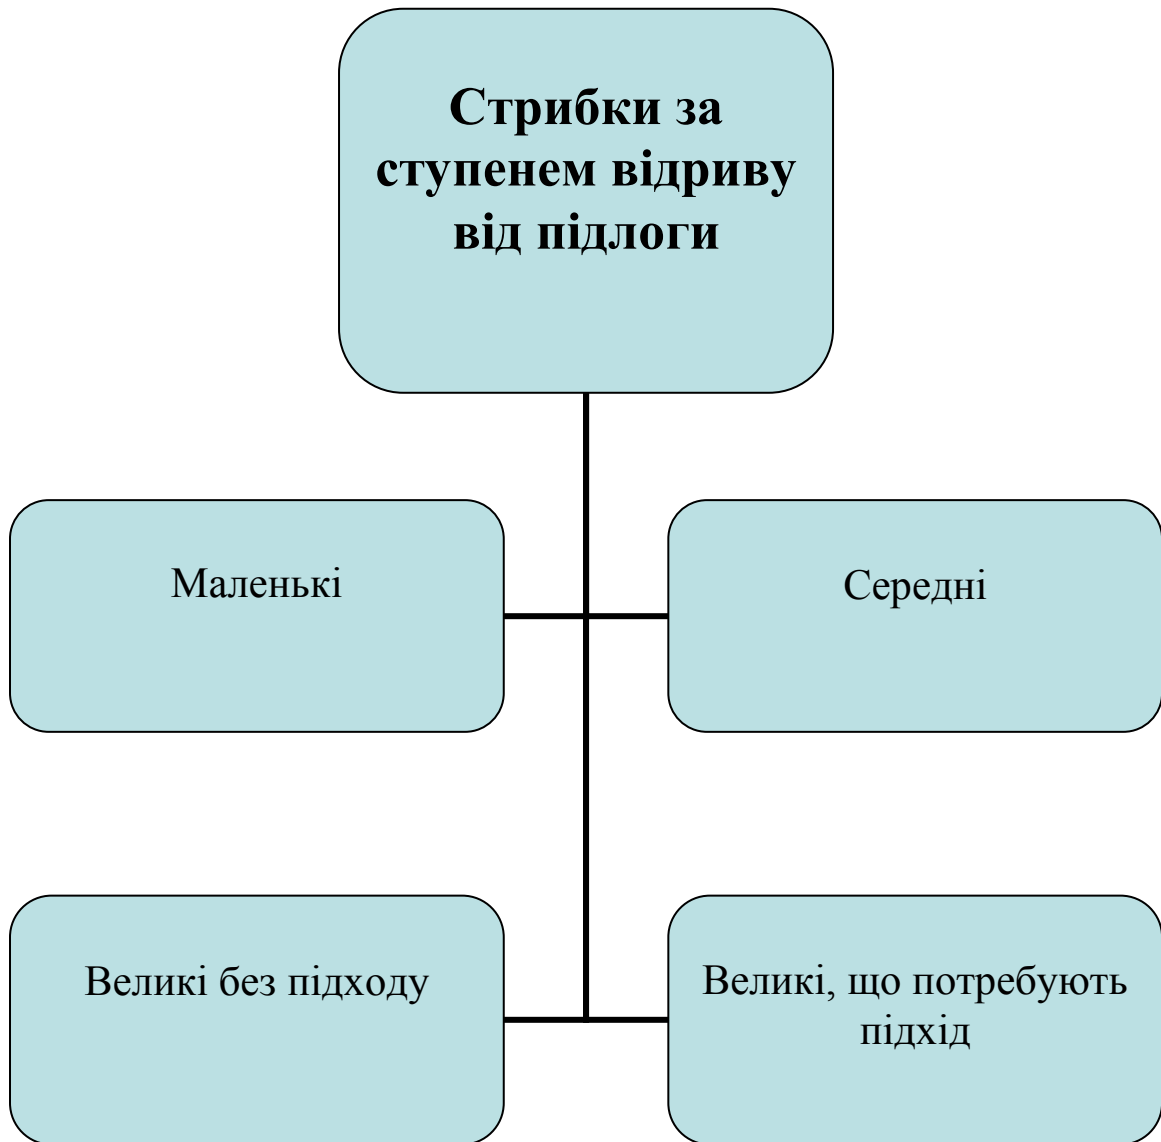 Стрибки за
ступенем відриву
від підлоги
Маленькі
Середні
Великі без підходу
Великі, що потребують
підхід